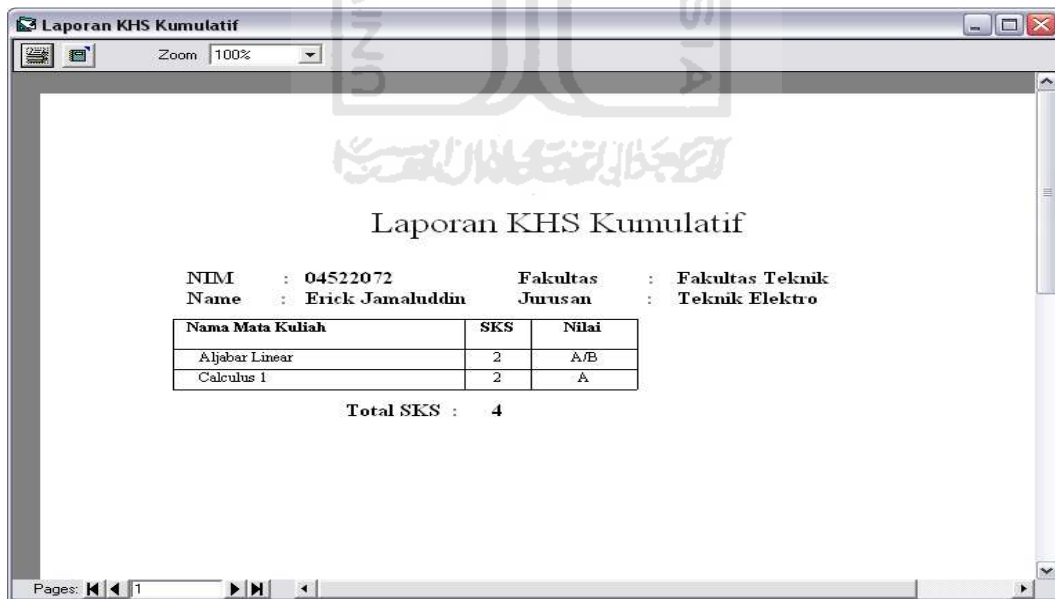 Laporan KHS Kumulatif
Zoom 100%
Laporan KHS Kumulatif
NIM : 04522072 Fakultas : Fakultas Teknik
Name : Erick Jamaluddin Jurusan : Teknik Elektro
Nama Mata Kuliah SKS Nilai
Aljabar Linear 2 A/B
Calculus 1 2 A
Total SKS : 4
Pages: 1